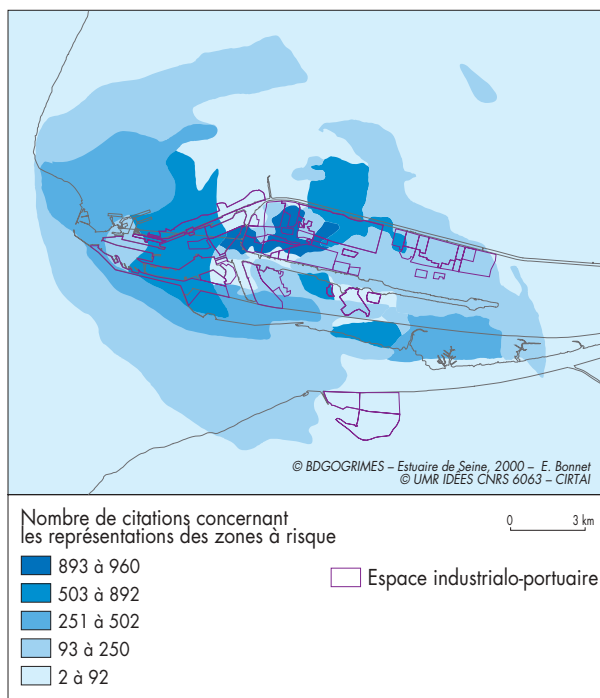 © BDGOGRIMES – Estuaire de Seine, 2000 – E. Bonnet
© UMR IDÉES CNRS 6063 – CIRTAI
Nombre de citations concernant
les représentations des zones à risque
0 3 km
893 à 960
503 à 892
251 à 502
93 à 250
2 à 92
Espace industrialo-portuaire